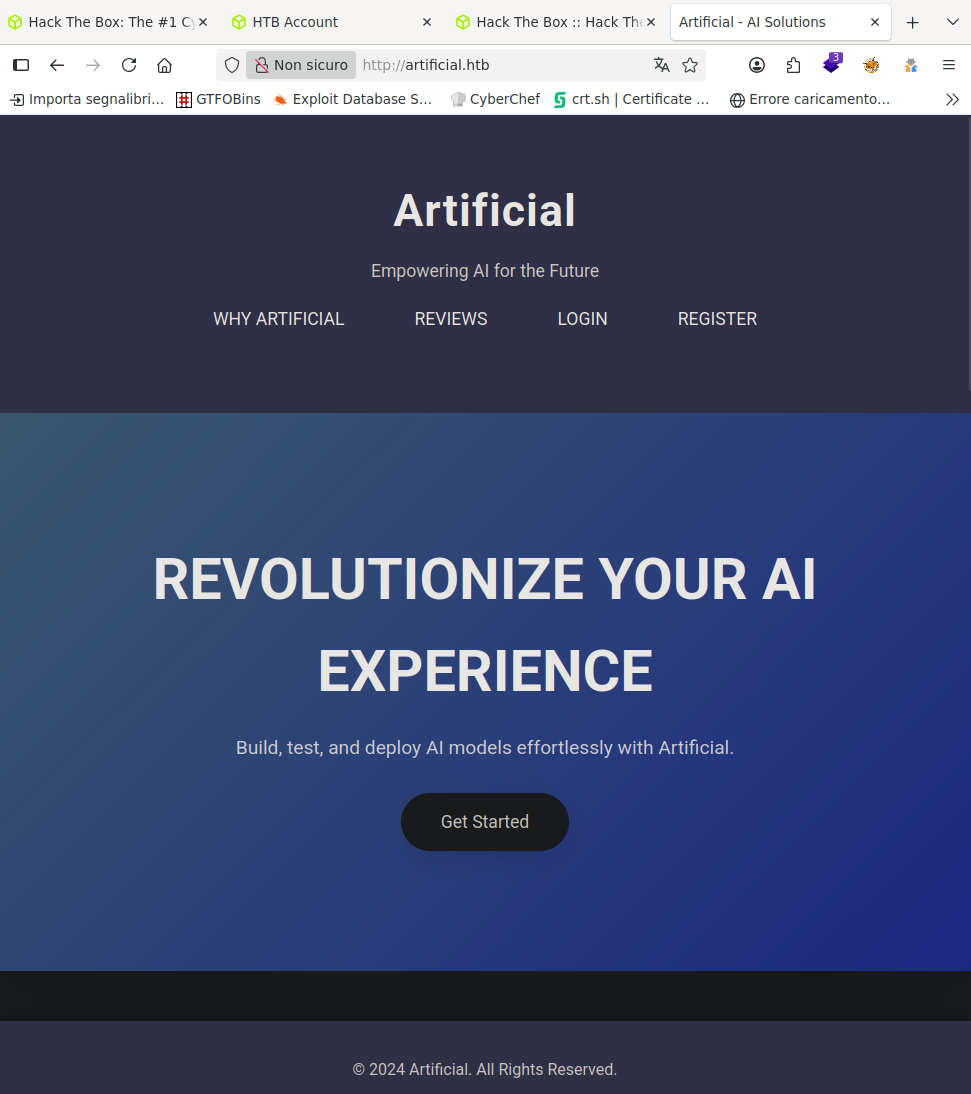 Hack The Box: The #1 Cy
HTB Account
Hack The Box :: Hack The
Artificial - AI Solutions
Non sicuro
http://artificial.htb
3
Importa segnalibri…
GTFOBins
Exploit Database S…
CyberChef
crt.sh | Certificate …
Errore caricamento…
Artificial
Empowering AI for the Future
WHY ARTIFICIAL
REVIEWS
LOGIN
REGISTER
REVOLUTIONIZE YOUR AI
EXPERIENCE
Build, test, and deploy AI models effortlessly with Artificial.
Get Started
© 2024 Artificial. All Rights Reserved.